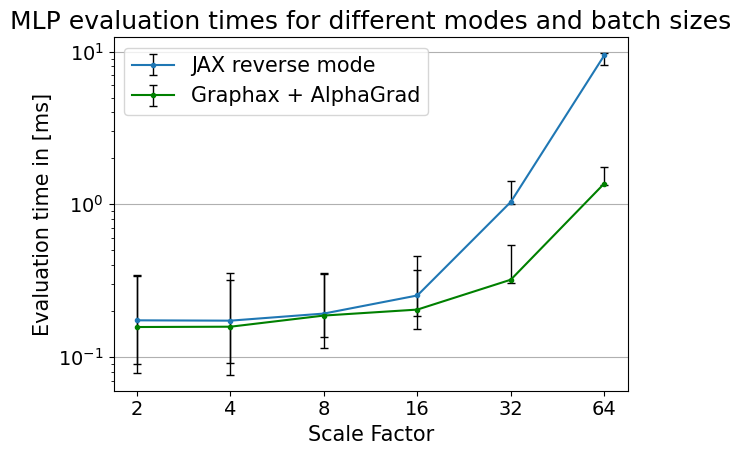 MLP evaluation times for different modes and batch sizes
JAX reverse mode
Graphax + AlphaGrad
Evaluation time in [ms]
10¹
10⁰
10⁻¹
2 4 8 16 32 64
Scale Factor